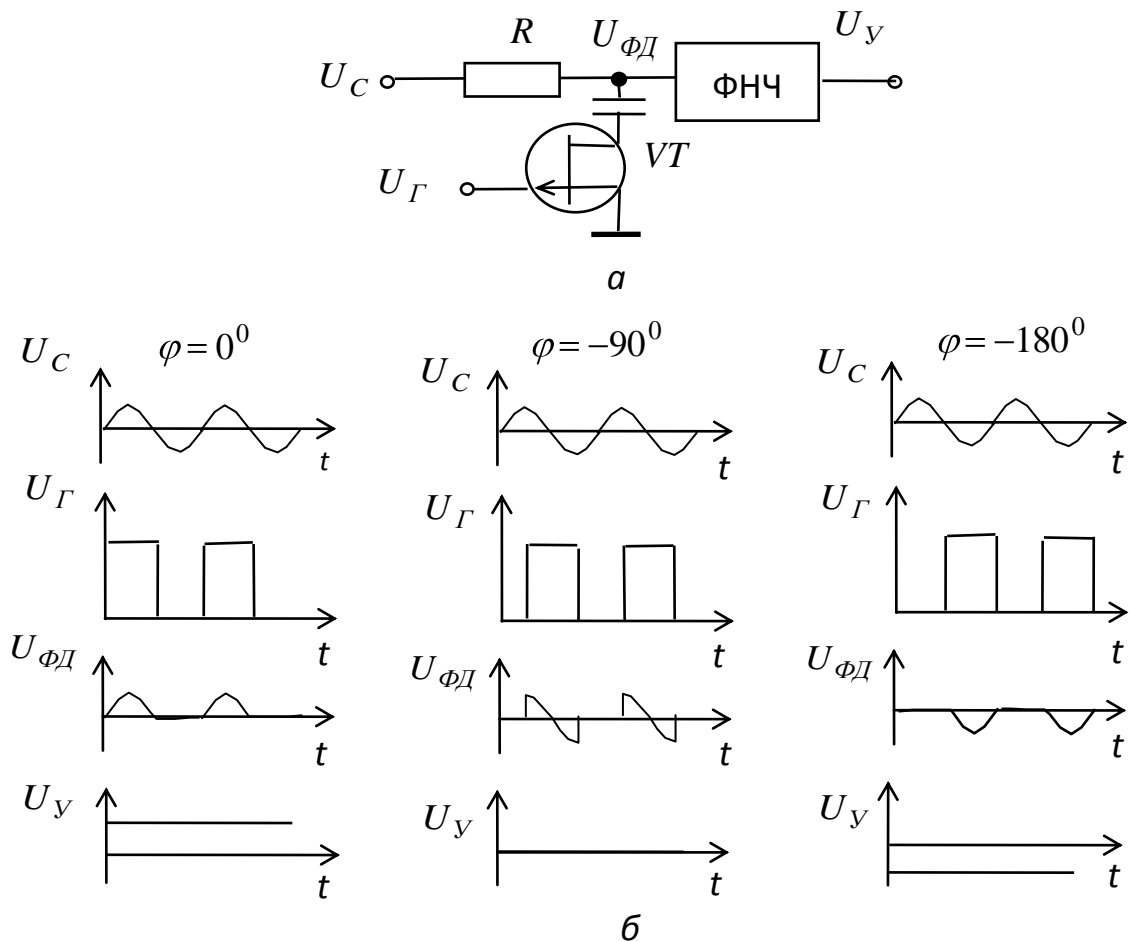 R U_ФД U_У
U_C ФНЧ
VT
U_Г
а
φ = 0⁰ φ = −90⁰ φ = −180⁰
U_C U_C U_C
t t t
U_Г U_Г U_Г
t t t
U_ФД U_ФД U_ФД
t t t
U_У U_У U_У
t t t
б